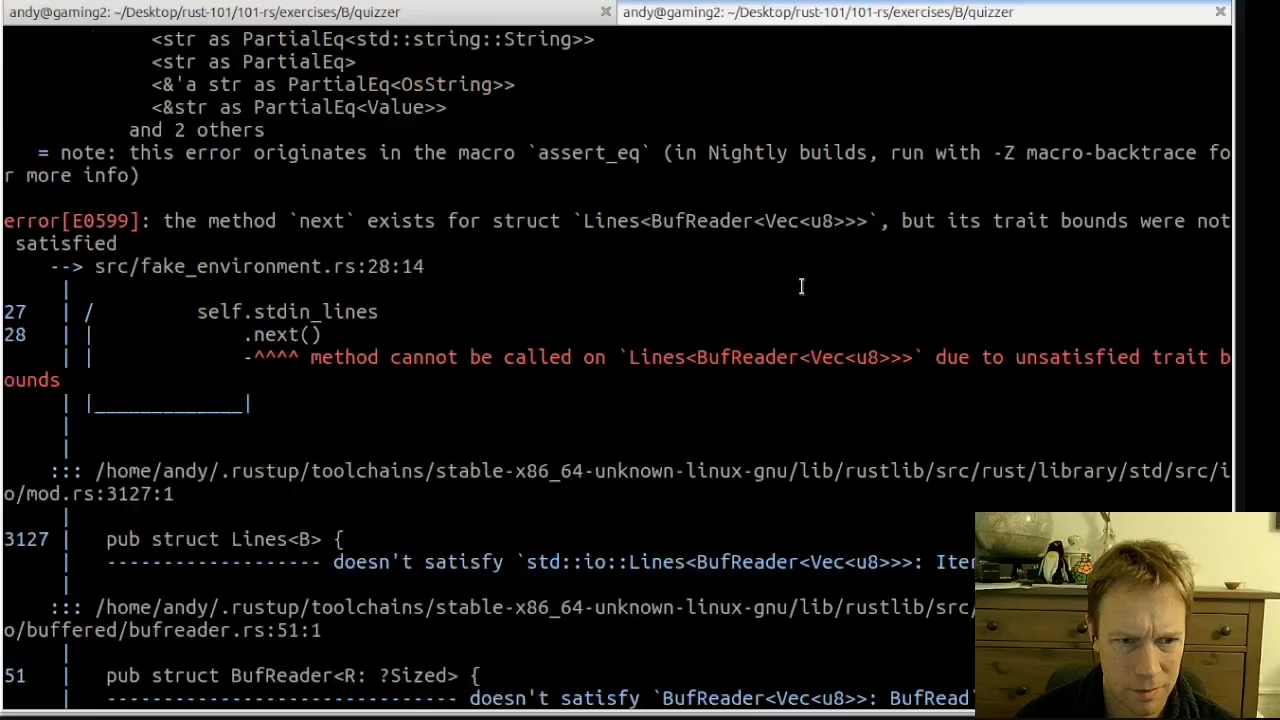 andy@gaming2: ~/Desktop/rust-101/101-rs/exercises/B/quizzer
andy@gaming2: ~/Desktop/rust-101/101-rs/exercises/B/quizzer
<str as PartialEq<std::string::String>>
<str as PartialEq>
<&'a str as PartialEq<OsString>>
<&str as PartialEq<Value>>
and 2 others
= note: this error originates in the macro `assert_eq` (in Nightly builds, run with -Z macro-backtrace fo
r more info)
error[E0599]: the method `next` exists for struct `Lines<BufReader<Vec<u8>>>`, but its trait bounds were not
satisfied
--> src/fake_environment.rs:28:14
|
27 | / self.stdin_lines
28 | | .next()
| | -^^^^ method cannot be called on `Lines<BufReader<Vec<u8>>>` due to unsatisfied trait b
ounds
| |_____________|
|
|
::: /home/andy/.rustup/toolchains/stable-x86_64-unknown-linux-gnu/lib/rustlib/src/rust/library/std/src/i
o/mod.rs:3127:1
|
3127 | pub struct Lines<B> {
| ------------------- doesn't satisfy `std::io::Lines<BufReader<Vec<u8>>>: Iter
|
::: /home/andy/.rustup/toolchains/stable-x86_64-unknown-linux-gnu/lib/rustlib/src/
o/buffered/bufreader.rs:51:1
|
51 | pub struct BufReader<R: ?Sized> {
| ------------------------------- doesn't satisfy `BufReader<Vec<u8>>: BufRead`